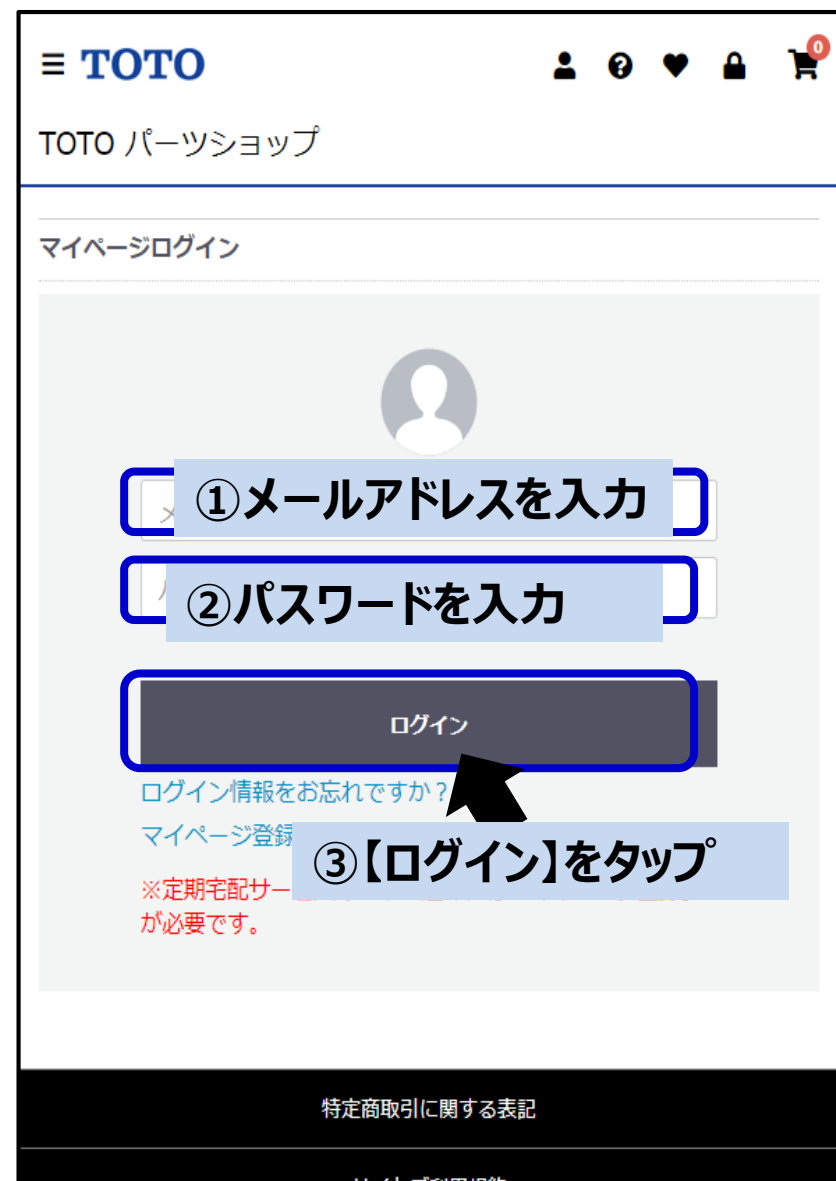 TOTO
0
TOTO パーツショップ
マイページログイン
①メールアドレスを入力
②パスワードを入力
ログイン
ログイン情報をお忘れですか？
マイページ登録
③【ログイン】をタップ
※定期宅配サー
が必要です。
特定商取引に関する表記